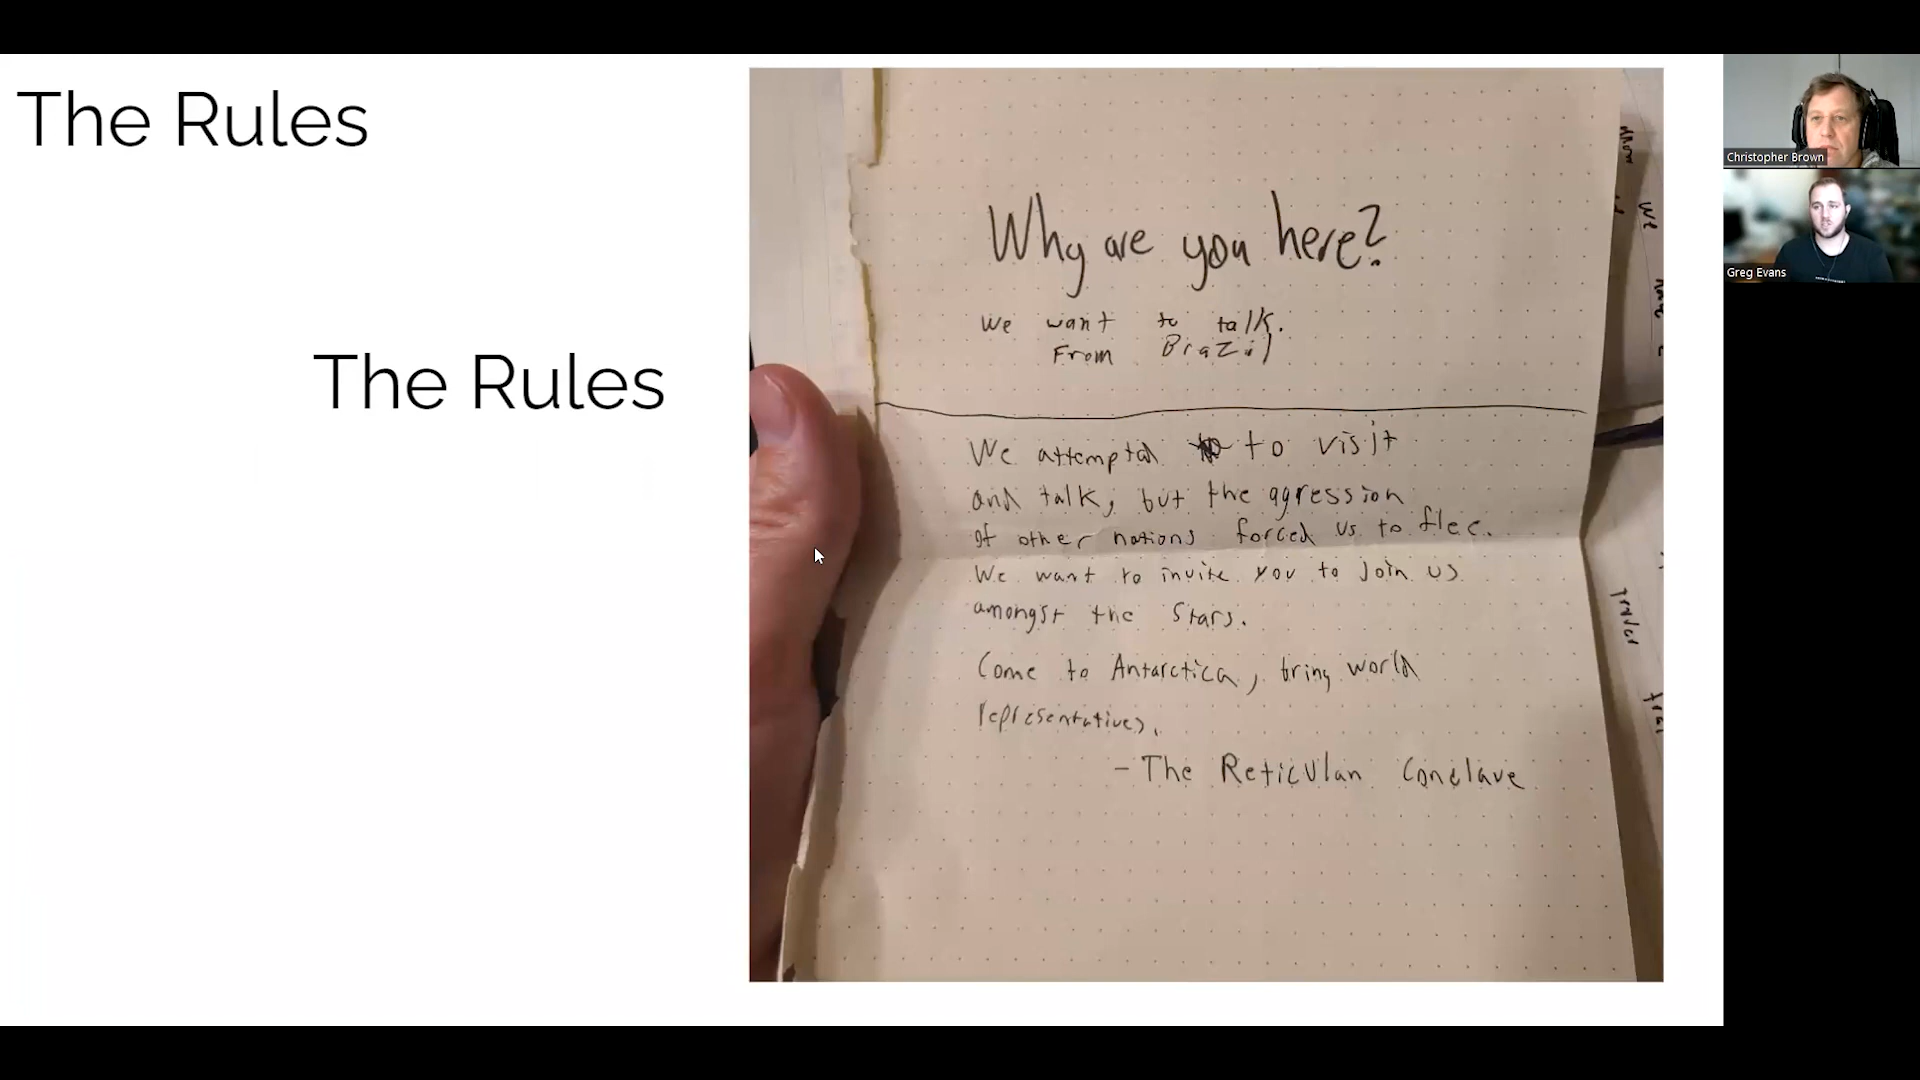 The Rules
The Rules
Why are you here?
We want to talk.
From Brazil
We attempted to visit
and talk, but the agression
of other nations forced us to flee.
We want to invite you to join us
amongst the stars.
Come to Antarctica, bring world
representatives.
- The Reticulan Conclave
We
Christopher Brown
Greg Evans